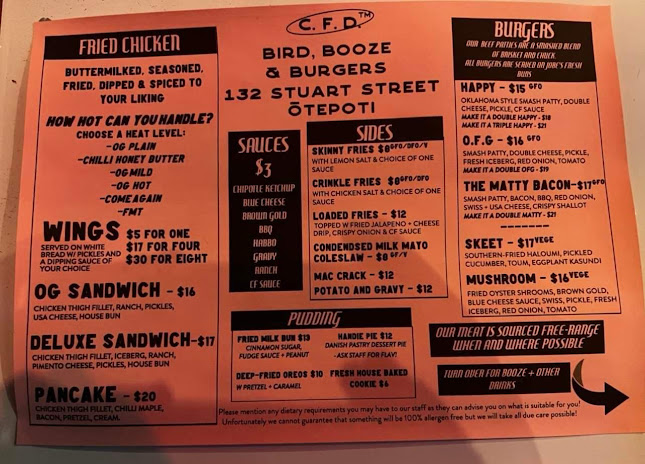 FRIED CHICKEN
BUTTERMILKED, SEASONED,
FRIED, DIPPED & SPICED TO
YOUR LIKING
HOW HOT CAN YOU HANDLE?
CHOOSE A HEAT LEVEL:
-OG PLAIN
-CHILLI HONEY BUTTER
-OG MILD
-OG HOT
-COME AGAIN
-FMT
WINGS
SERVED ON WHITE
BREAD W/ PICKLES AND
A DIPPING SAUCE OF
YOUR CHOICE
$5 FOR ONE
$17 FOR FOUR
$30 FOR EIGHT
OG SANDWICH - $16
CHICKEN THIGH FILLET, RANCH, PICKLES,
USA CHEESE, HOUSE BUN
DELUXE SANDWICH-$17
CHICKEN THIGH FILLET, ICEBERG, RANCH,
PIMENTO CHEESE, PICKLES, HOUSE BUN
PANCAKE - $20
CHICKEN THIGH FILLET, CHILLI MAPLE,
BACON, PRETZEL, CREAM.
C. F. D.™
BIRD, BOOZE
& BURGERS
132 STUART STREET
ŌTEPOTI
SAUCES
$3
CHIPOTLE KETCHUP
BLUE CHEESE
BROWN GOLD
BBQ
HABBO
GRAVY
RANCH
CF SAUCE
SIDES
SKINNY FRIES $8 GFO/DFO/V
WITH LEMON SALT & CHOICE OF ONE
SAUCE
CRINKLE FRIES $8 GFO/DFO
WITH CHICKEN SALT & CHOICE OF ONE
SAUCE
LOADED FRIES - $12
TOPPED W FRIED JALAPENO + CHEESE
DRIP, CRISPY ONION & CF SAUCE
CONDENDSED MILK MAYO
COLESLAW - $8 GF/V
MAC CRACK - $12
POTATO AND GRAVY - $12
PUDDING
FRIED MILK BUN $13
CINNAMON SUGAR,
FUDGE SAUCE + PEANUT
HANDIE PIE $12
DANISH PASTRY DESSERT PIE
-ASK STAFF FOR FLAV!
DEEP-FRIED OREOS $10
W PRETZEL + CARAMEL
FRESH HOUSE BAKED
COOKIE $6
BURGERS
OUR BEEF PATTIES ARE A SMASHED BLEND
OF BRISKET AND CHUCK.
ALL BURGERS ARE SERVED ON JOE'S FRESH
BUNS
HAPPY - $15 GFO
OKLAHOMA STYLE SMASH PATTY, DOUBLE
CHEESE, PICKLE, CF SAUCE
MAKE IT A DOUBLE HAPPY - $18
MAKE IT A TRIPLE HAPPY - $21
O.F.G - $16 GFO
SMASH PATTY, DOUBLE CHEESE, PICKLE,
FRESH ICEBERG, RED ONION, TOMATO
MAKE IT A DOUBLE OFG - $19
THE MATTY BACON-$17 GFO
SMASH PATTY, BACON, BBQ, RED ONION,
SWISS + USA CHEESE, CRISPY SHALLOT
MAKE IT A DOUBLE MATTY - $21
-------
SKEET - $17 VEGE
SOUTHERN-FRIED HALOUMI, PICKLED
CUCUMBER, TOUM, EGGPLANT KASUNDI
MUSHROOM - $16 VEGE
FRIED OYSTER SHROOMS, BROWN GOLD,
BLUE CHEESE SAUCE, SWISS, PICKLE, FRESH
ICEBERG, RED ONION, TOMATO
OUR MEAT IS SOURCED FREE-RANGE
WHEN AND WHERE POSSIBLE
TURN OVER FOR BOOZE + OTHER
DRINKS
Please mention any dietary requirements you may have to our staff as they can advise you on what is suitable for you!
Unfortunately we cannot guarantee that something will be 100% allergen free but we will take all due care possible!